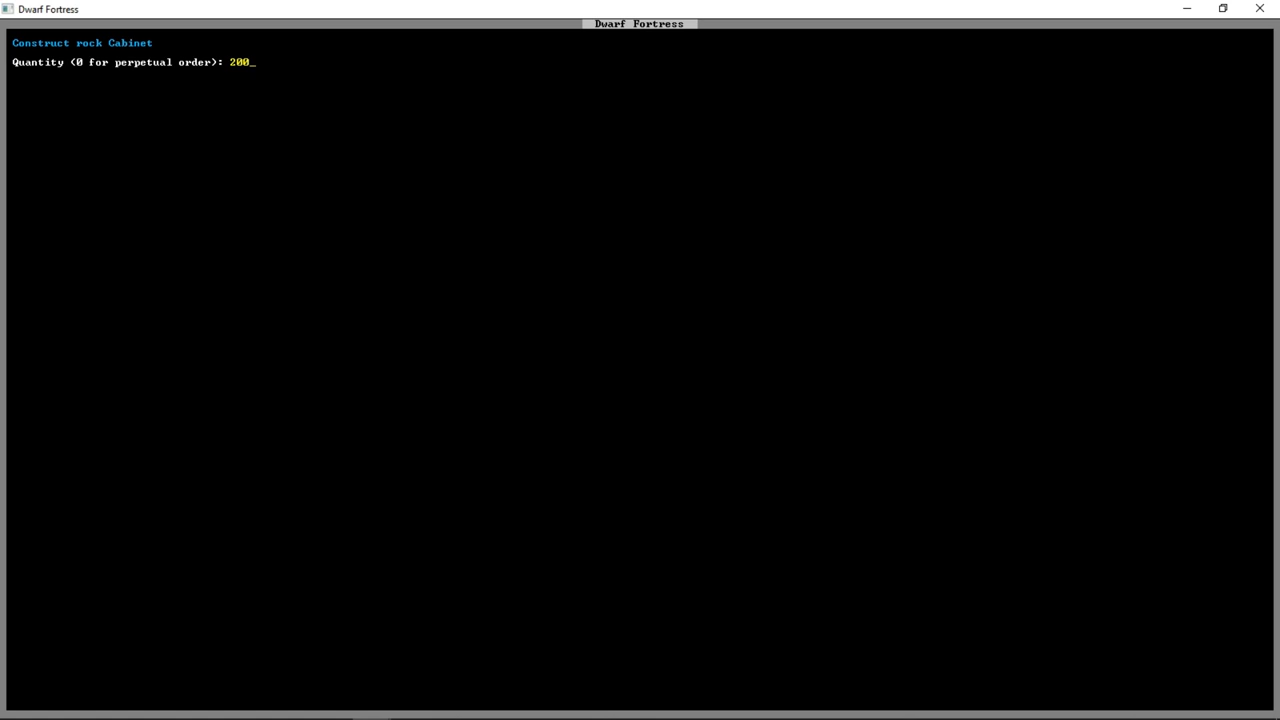 Dwarf Fortress
Dwarf Fortress
Construct rock Cabinet
Quantity (0 for perpetual order): 200_